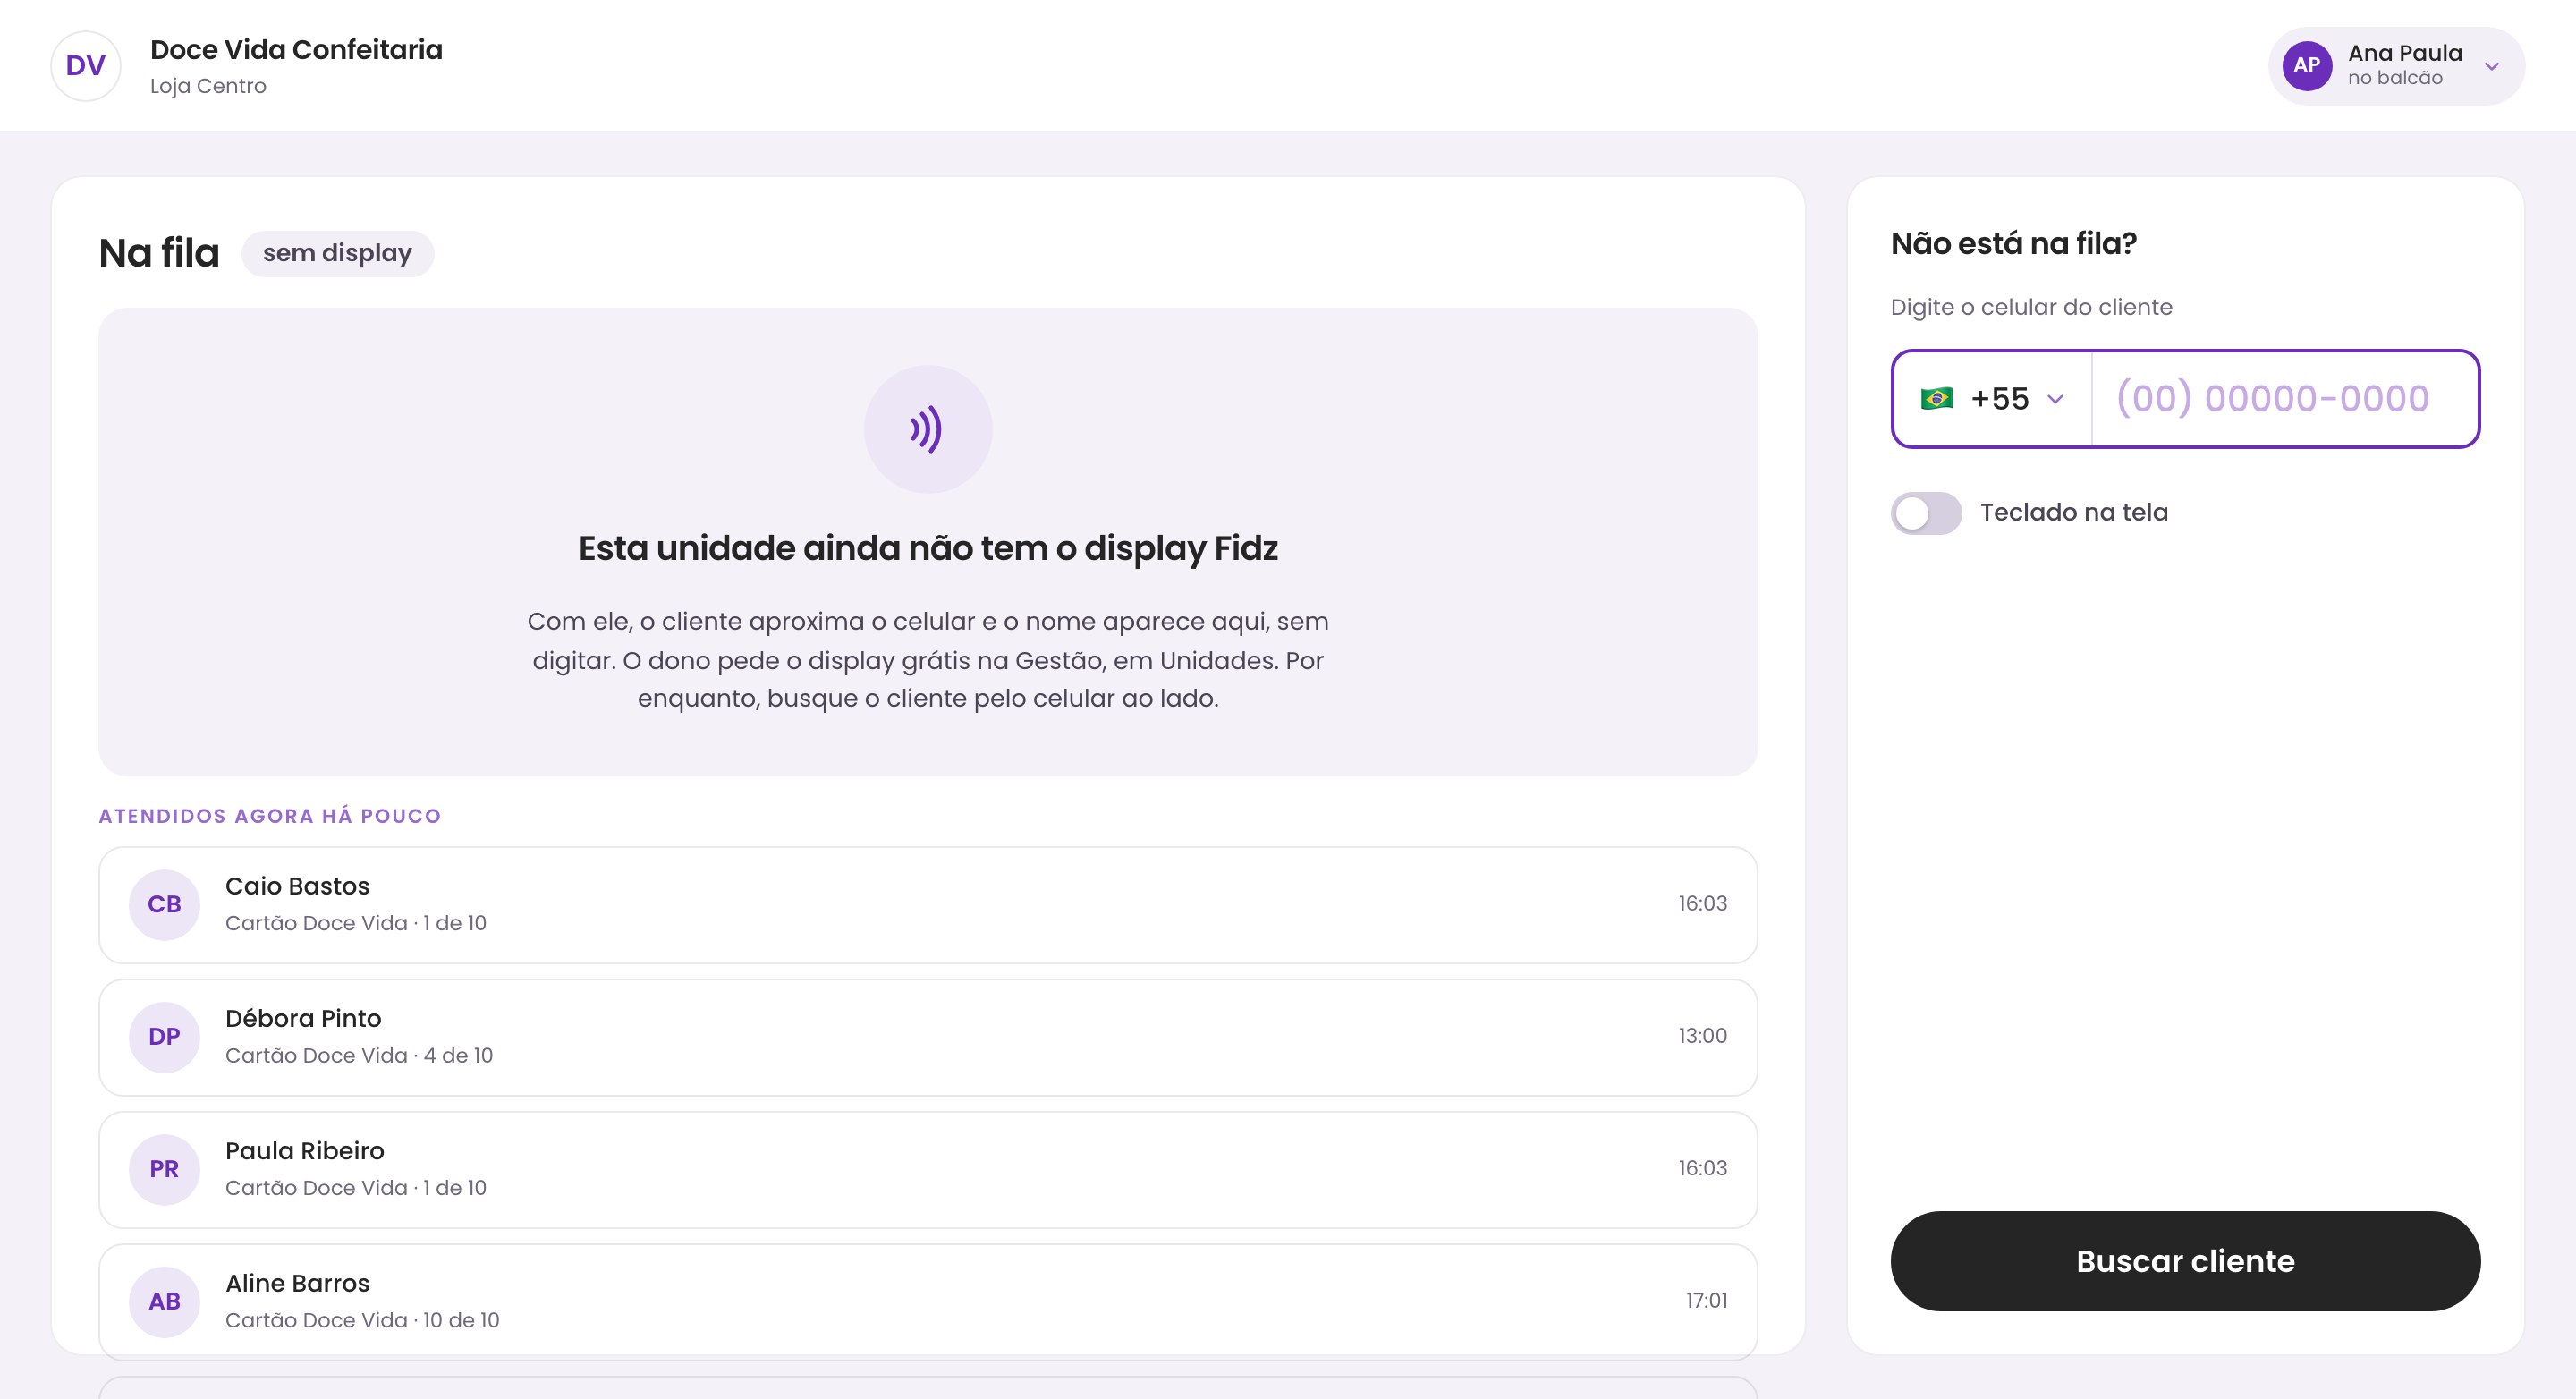 DV
Doce Vida Confeitaria
Loja Centro
AP
Ana Paula
no balcão
Na fila
sem display
Esta unidade ainda não tem o display Fidz
Com ele, o cliente aproxima o celular e o nome aparece aqui, sem
digitar. O dono pede o display grátis na Gestão, em Unidades. Por
enquanto, busque o cliente pelo celular ao lado.
ATENDIDOS AGORA HÁ POUCO
CB
Caio Bastos
Cartão Doce Vida · 1 de 10
16:03
DP
Débora Pinto
Cartão Doce Vida · 4 de 10
13:00
PR
Paula Ribeiro
Cartão Doce Vida · 1 de 10
16:03
AB
Aline Barros
Cartão Doce Vida · 10 de 10
17:01
Não está na fila?
Digite o celular do cliente
+55
(00) 00000-0000
Teclado na tela
Buscar cliente